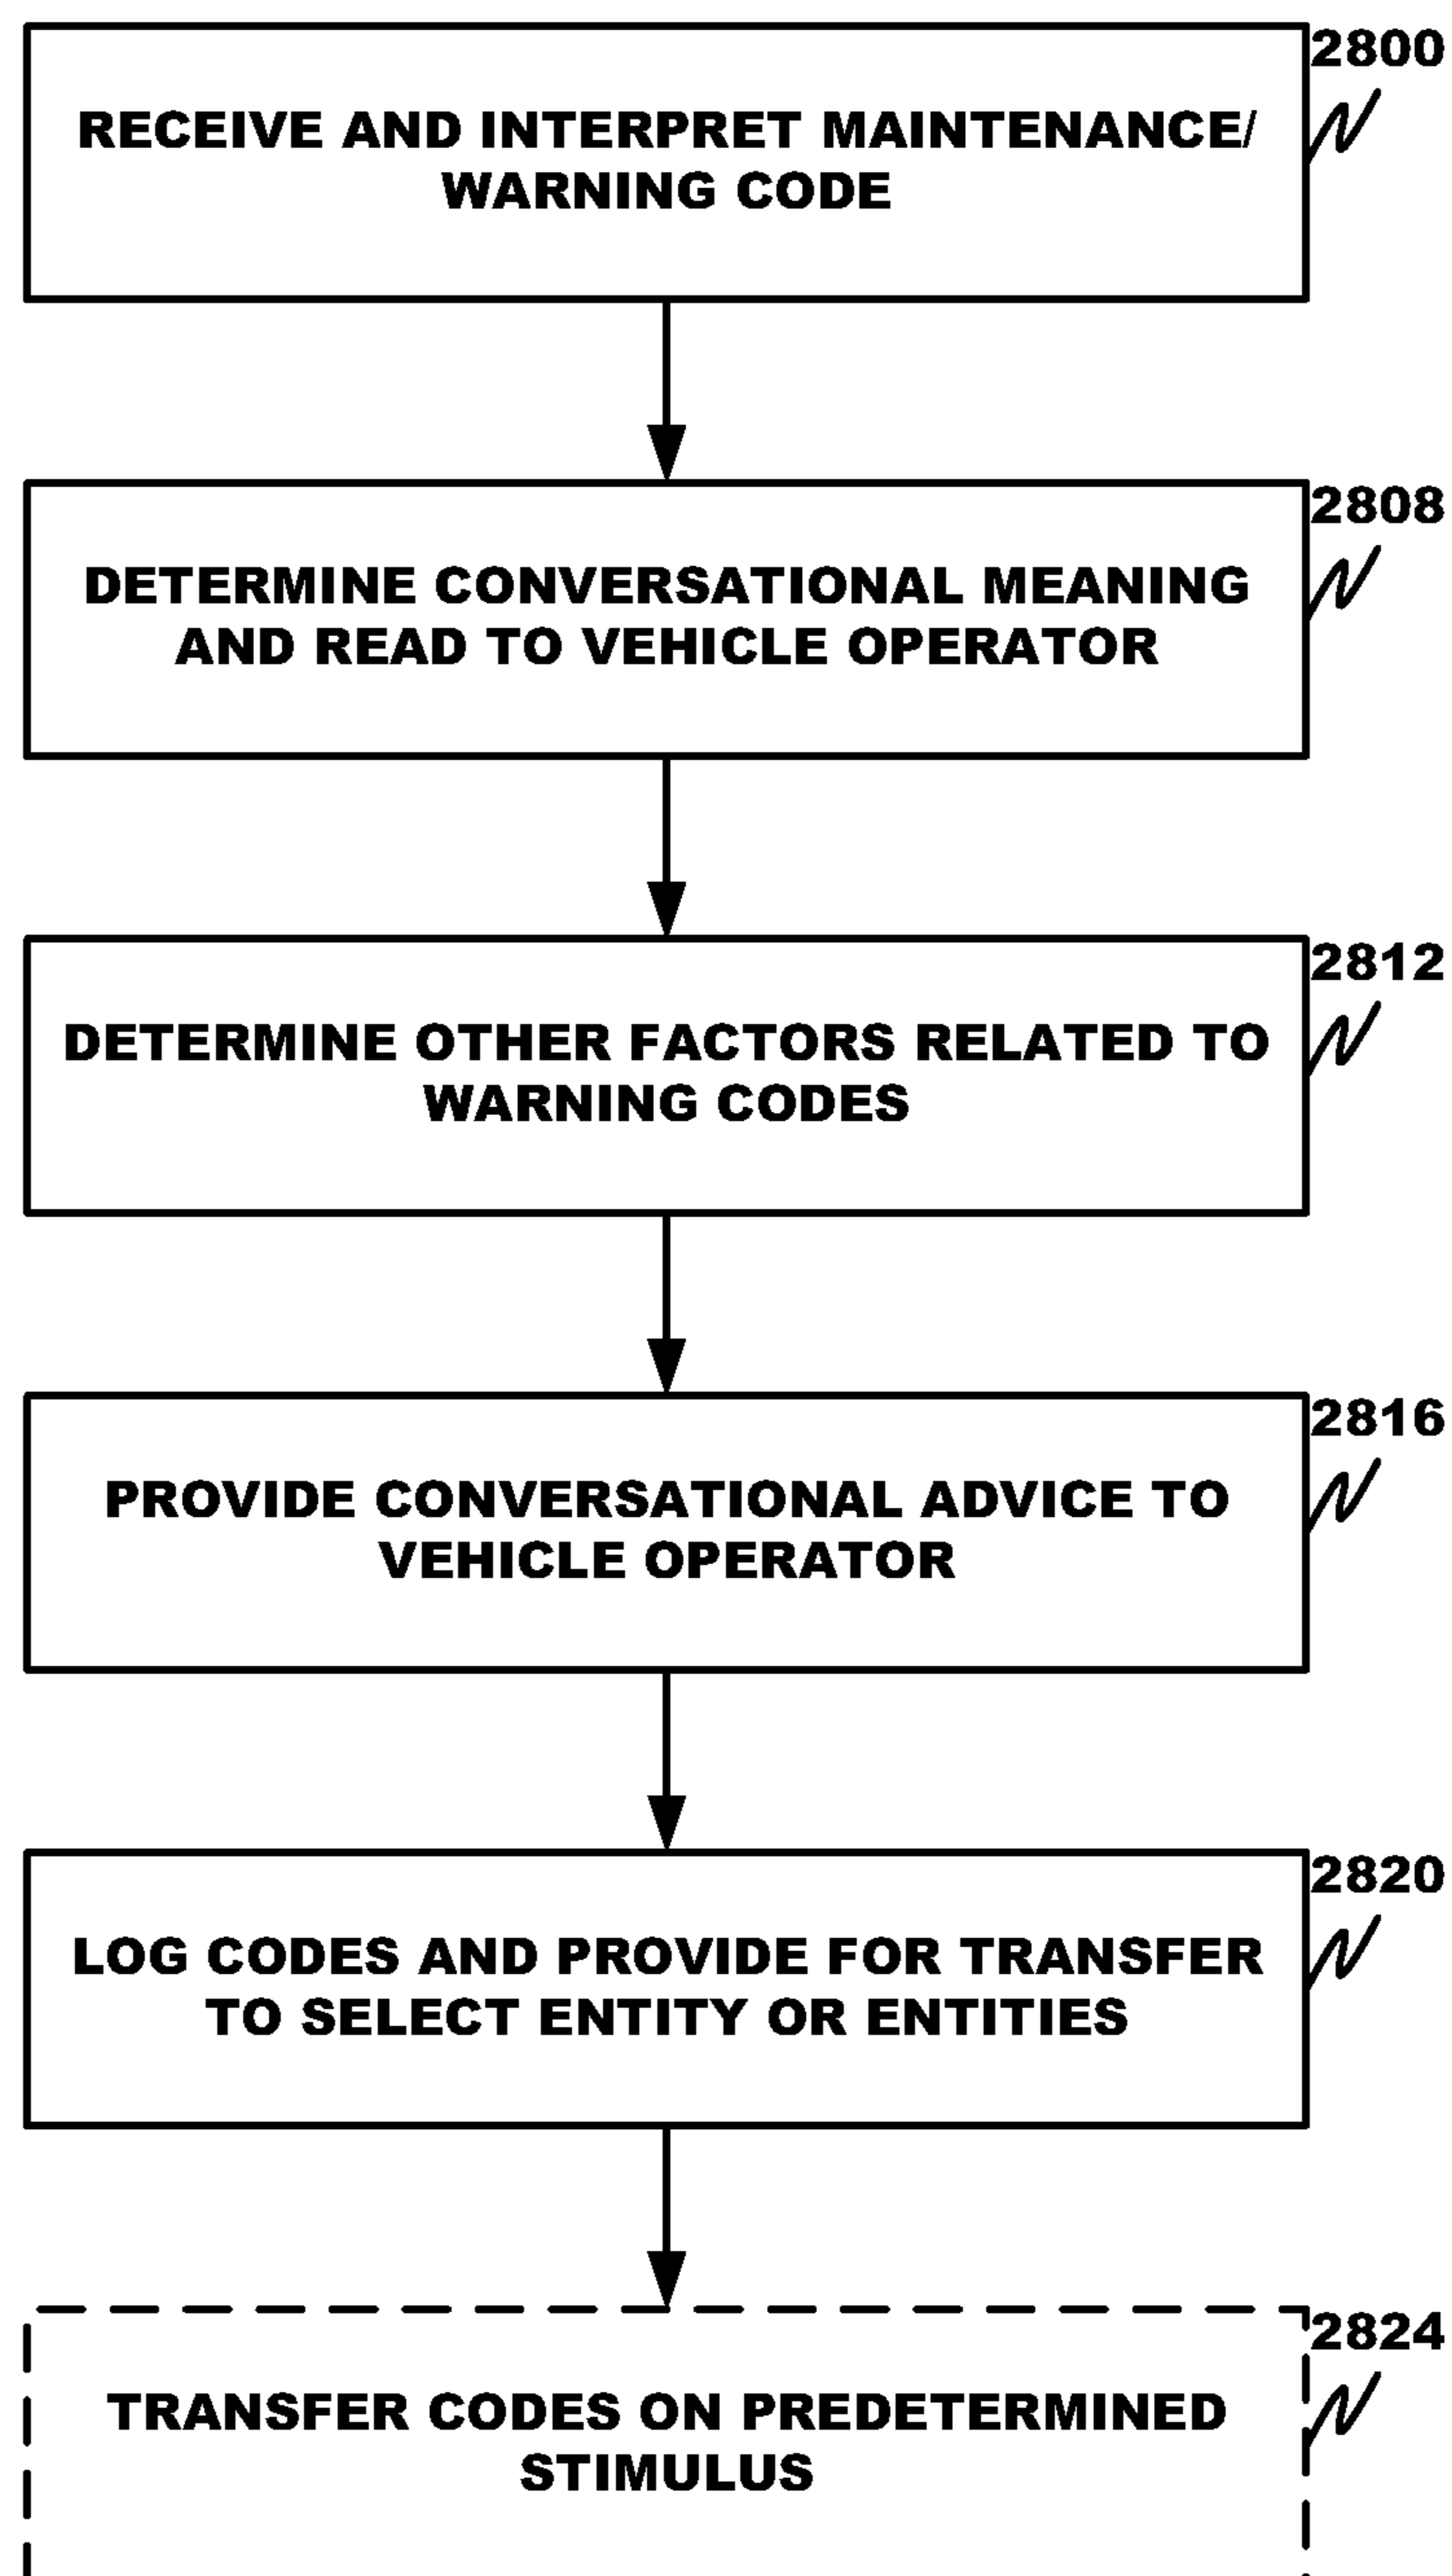 2800
RECEIVE AND INTERPRET MAINTENANCE/
WARNING CODE
2808
DETERMINE CONVERSATIONAL MEANING
AND READ TO VEHICLE OPERATOR
2812
DETERMINE OTHER FACTORS RELATED TO
WARNING CODES
2816
PROVIDE CONVERSATIONAL ADVICE TO
VEHICLE OPERATOR
2820
LOG CODES AND PROVIDE FOR TRANSFER
TO SELECT ENTITY OR ENTITIES
2824
TRANSFER CODES ON PREDETERMINED
STIMULUS